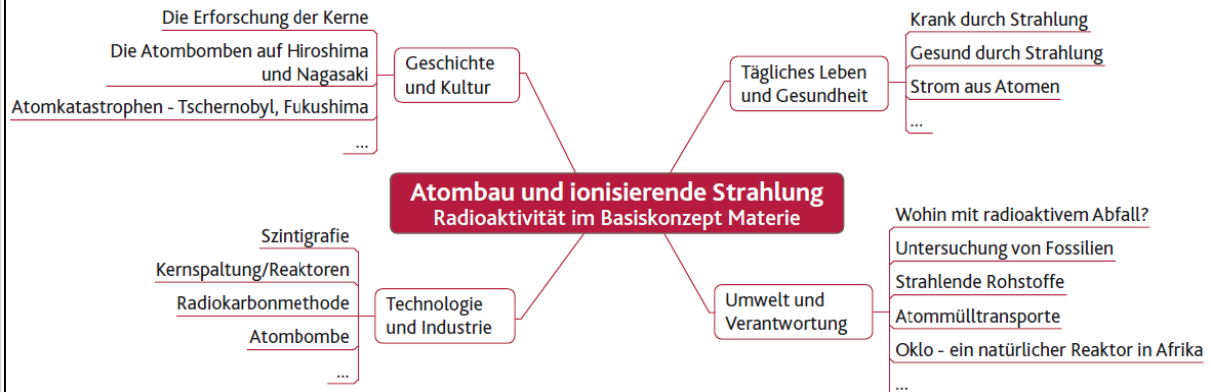 Die Erforschung der Kerne
Die Atombomben auf Hiroshima
und Nagasaki
Atomkatastrophen - Tschernobyl, Fukushima
...
Geschichte
und Kultur
Tägliches Leben
und Gesundheit
Krank durch Strahlung
Gesund durch Strahlung
Strom aus Atomen
...
Atombau und ionisierende Strahlung
Radioaktivität im Basiskonzept Materie
Szintigrafie
Kernspaltung/Reaktoren
Radiokarbonmethode
Atombombe
...
Technologie
und Industrie
Umwelt und
Verantwortung
Wohin mit radioaktivem Abfall?
Untersuchung von Fossilien
Strahlende Rohstoffe
Atommülltransporte
Oklo - ein natürlicher Reaktor in Afrika
...